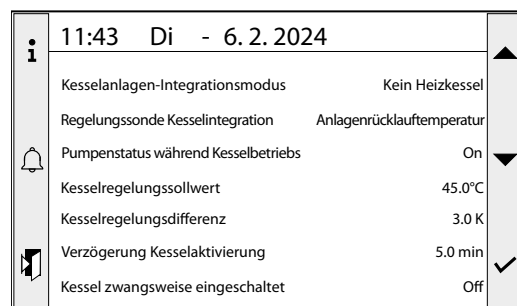 11:43 Di - 6. 2. 2024
Kesselanlagen-Integrationsmodus Kein Heizkessel
Regelungssonde Kesselintegration Anlagenrücklauftemperatur
Pumpenstatus während Kesselbetriebs On
Kesselregelungssollwert 45.0°C
Kesselregelungsdifferenz 3.0 K
Verzögerung Kesselaktivierung 5.0 min
Kessel zwangsweise eingeschaltet Off